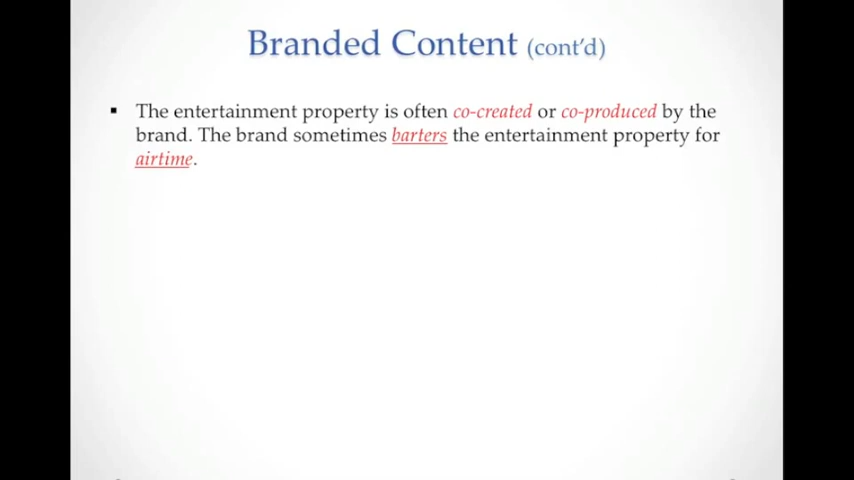 Branded Content (cont'd)
▪ The entertainment property is often co-created or co-produced by the
brand. The brand sometimes barters the entertainment property for
airtime.